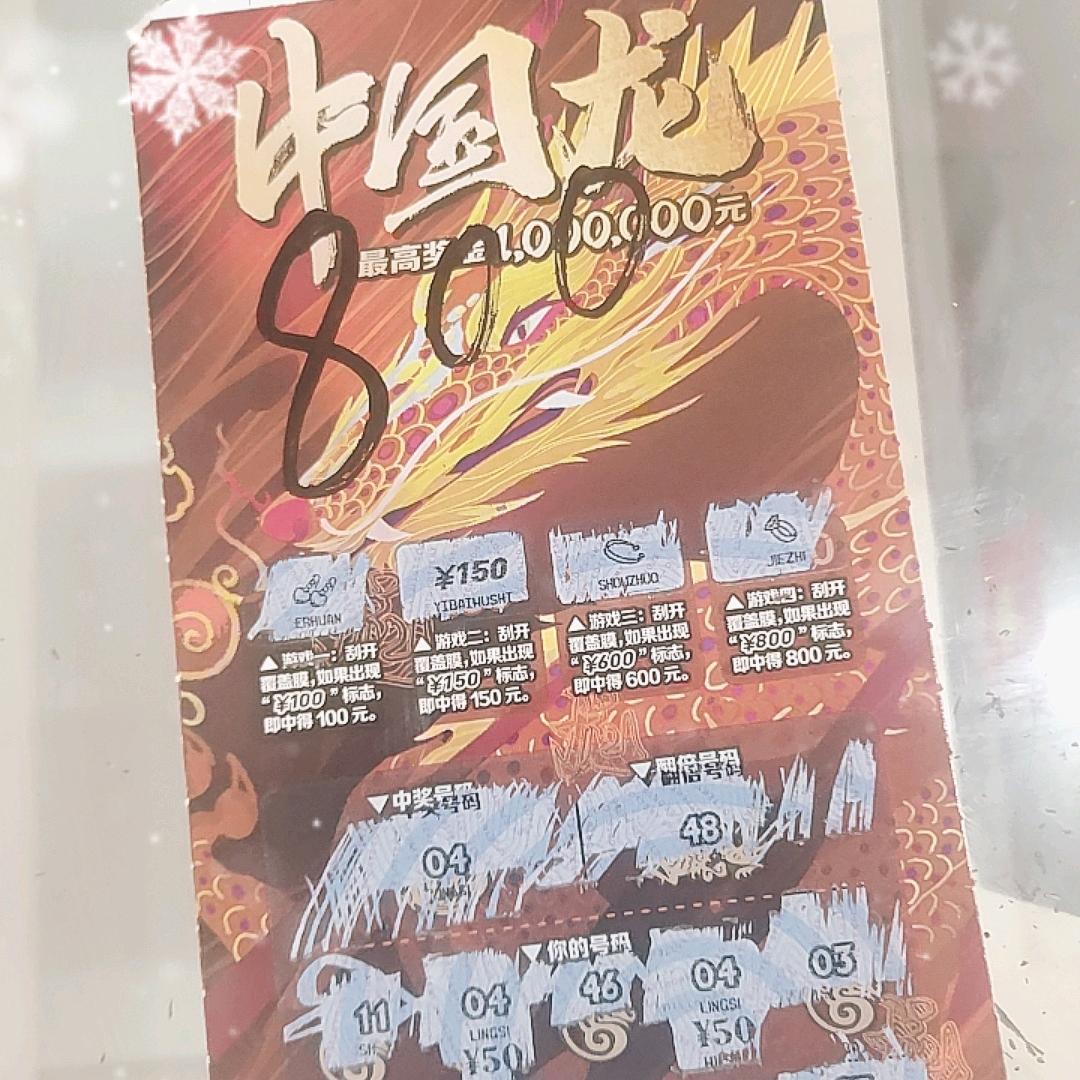 中国龙
最高奖金1,000,000元
800
ERHUAN
¥150
YIBAIWUSHI
SHOUZHUO
JIEZHI
▲游戏一:刮开
覆盖膜,如果出现
“¥100”标志,
即中得100元。
▲游戏二:刮开
覆盖膜,如果出现
“¥150”标志,
即中得150元。
▲游戏三:刮开
覆盖膜,如果出现
“¥600”标志,
即中得600元。
▲游戏四:刮开
覆盖膜,如果出现
“¥800”标志,
即中得800元。
▼中奖号码
▼翻倍号码
04
48
▼你的号码
11
04
46
04
03
LINGSI
LINGSI
¥50
¥50